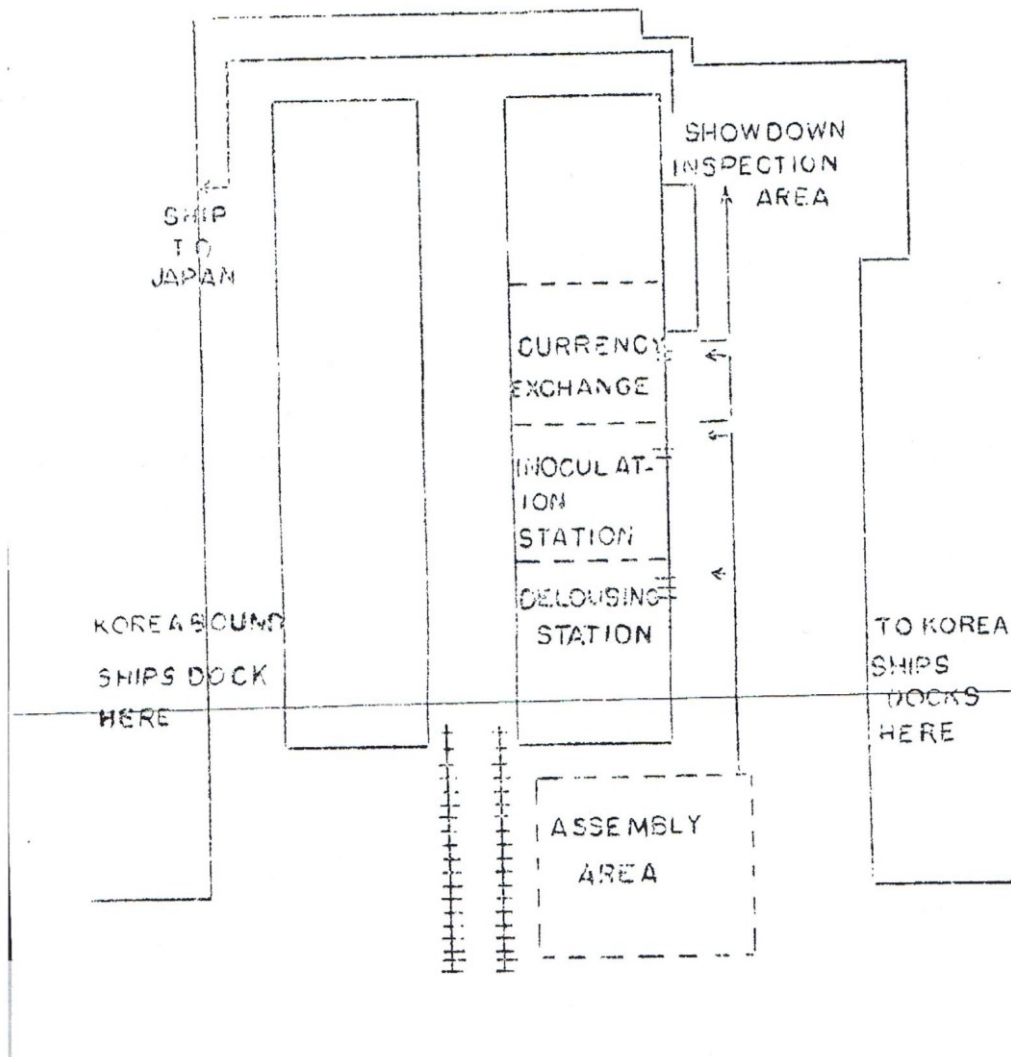 SHOWDOWN
INSPECTION
AREA
SHIP
TO
JAPAN
CURRENCY
EXCHANGE
INOCULAT-
ION
STATION
DELOUSING
STATION
KOREABOUND
SHIPS DOCK
HERE
TO KOREA
SHIPS
DOCKS
HERE
ASSEMBLY
AREA